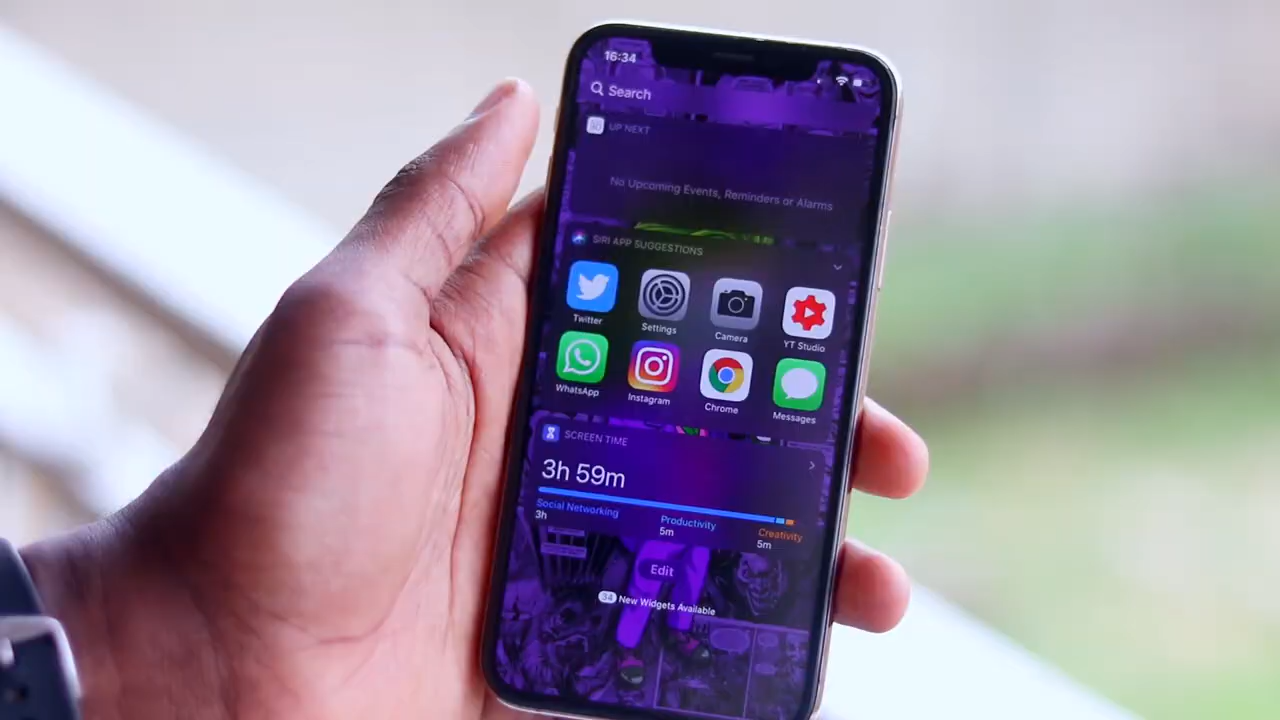 16:34
Search
UP NEXT
No Upcoming Events, Reminders or Alarms
SIRI APP SUGGESTIONS
Twitter
Settings
Camera
YT Studio
WhatsApp
Instagram
Chrome
Messages
SCREEN TIME
3h 59m
Social Networking
3h
Productivity
5m
Creativity
5m
Edit
34 New Widgets Available